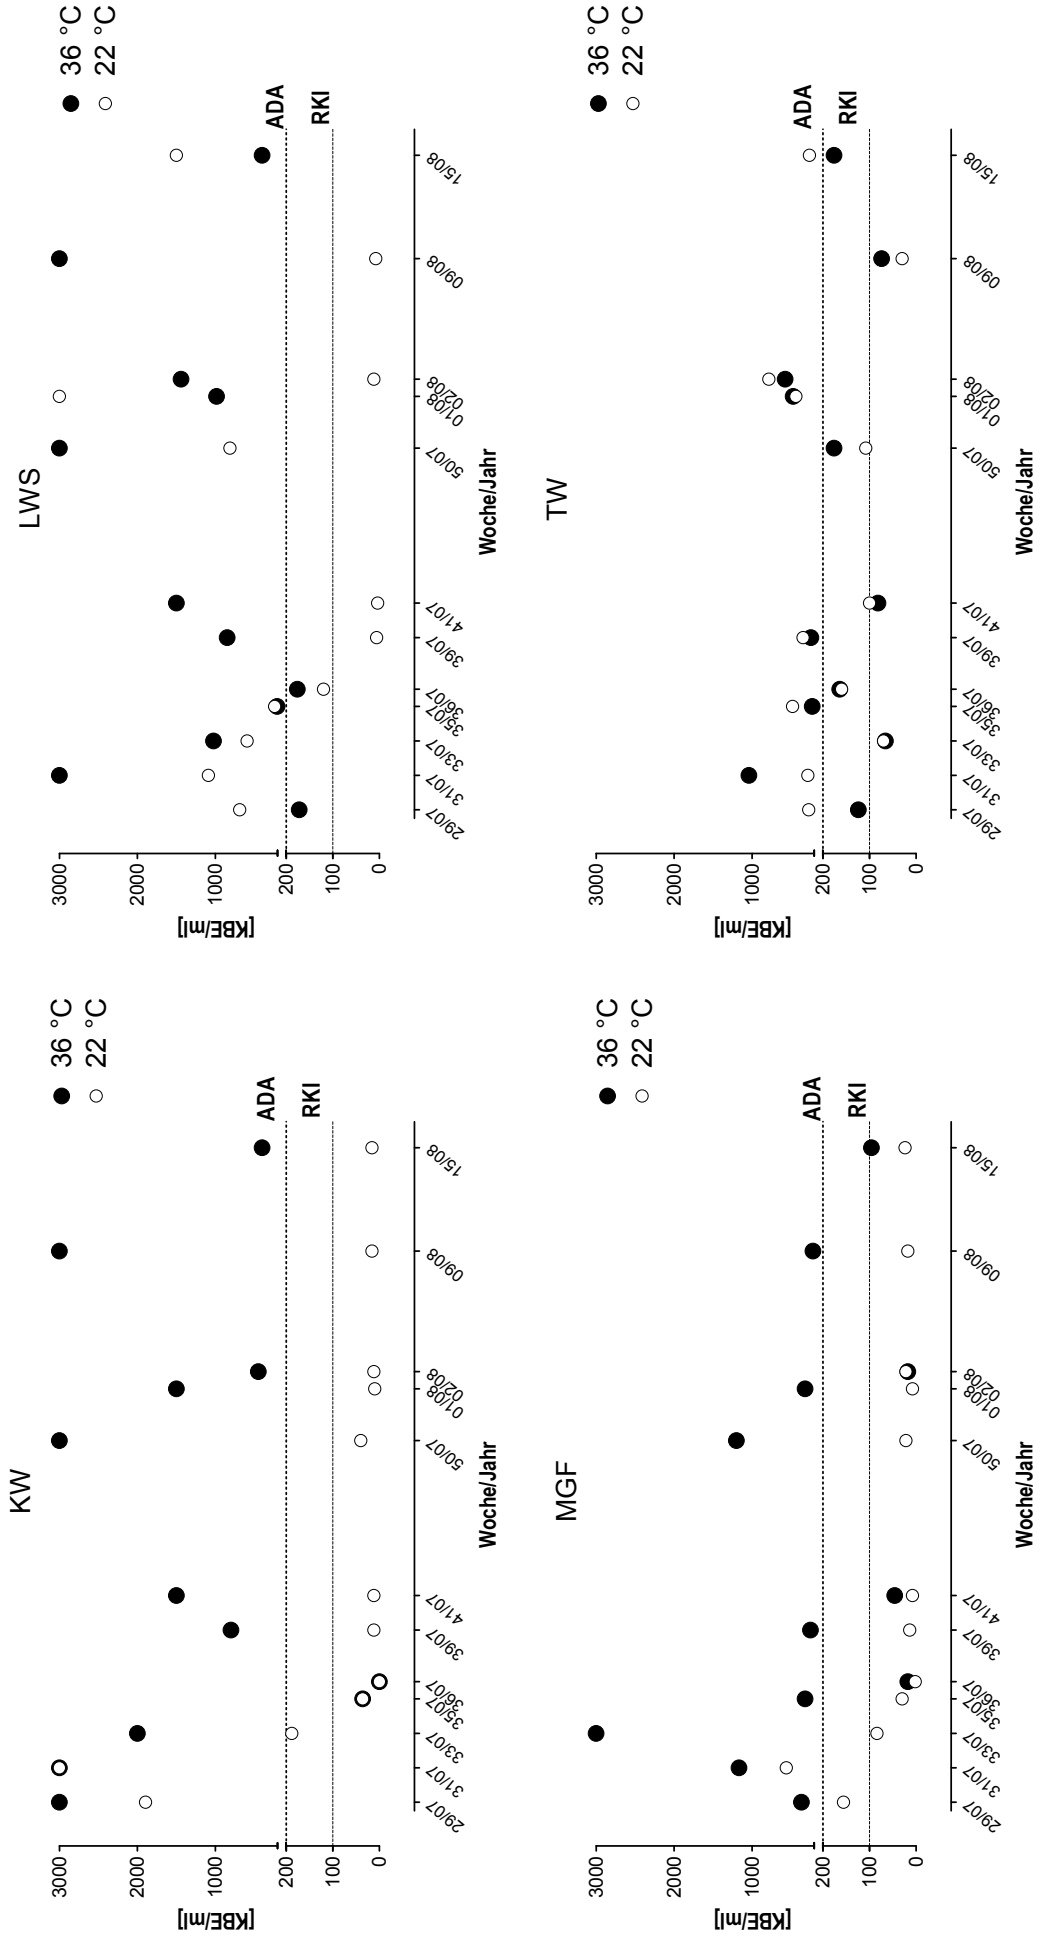 KW
36 °C
22 °C
3000
2000
1000
200
100
0
[KBE/ml]
ADA
RKI
29/07
31/07
33/07
35/07
36/07
39/07
41/07
50/07
01/08
02/08
09/08
15/08
Woche/Jahr
LWS
36 °C
22 °C
3000
2000
1000
200
100
0
[KBE/ml]
ADA
RKI
29/07
31/07
33/07
35/07
36/07
39/07
41/07
50/07
01/08
02/08
09/08
15/08
Woche/Jahr
MGF
36 °C
22 °C
3000
2000
1000
200
100
0
[KBE/ml]
ADA
RKI
29/07
31/07
33/07
35/07
36/07
39/07
41/07
50/07
01/08
02/08
09/08
15/08
Woche/Jahr
TW
36 °C
22 °C
3000
2000
1000
200
100
0
[KBE/ml]
ADA
RKI
29/07
31/07
33/07
35/07
36/07
39/07
41/07
50/07
01/08
02/08
09/08
15/08
Woche/Jahr